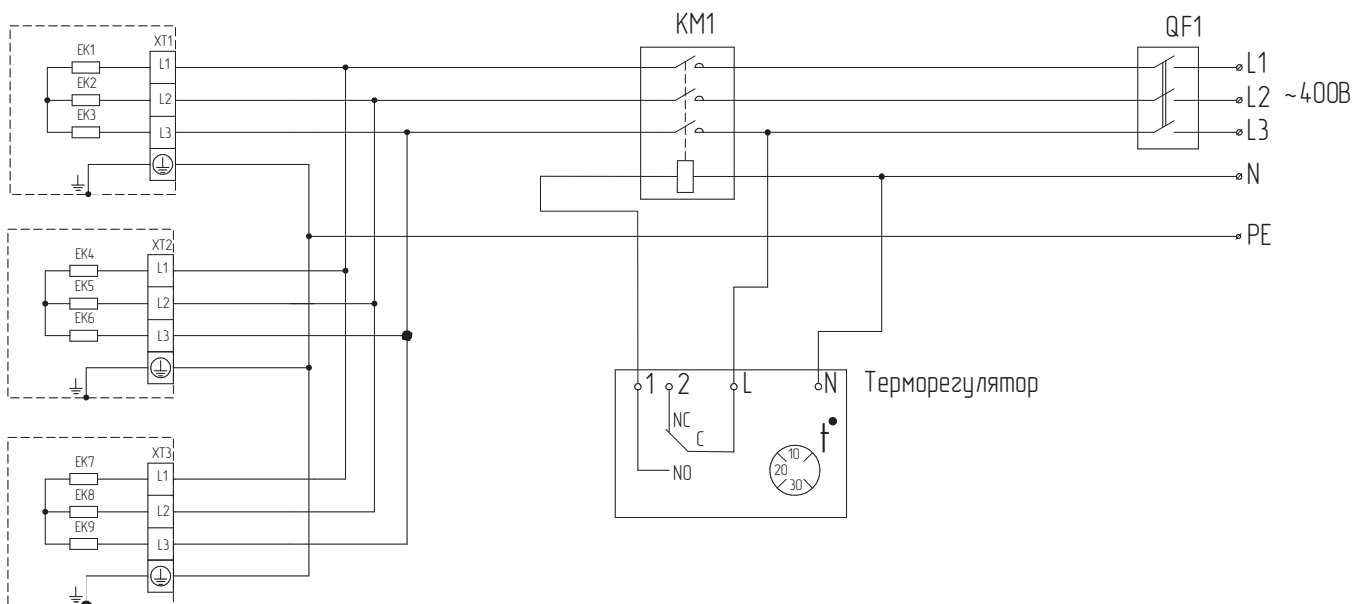 KM1
QF1
XT1
EK1
L1
EK2
L2
EK3
L3
L1
L2 ~400В
L3
N
PE
XT2
EK4
L1
EK5
L2
EK6
L3
1 2 L N Терморегулятор
NC
C
NO
t
10
20
30
XT3
EK7
L1
EK8
L2
EK9
L3